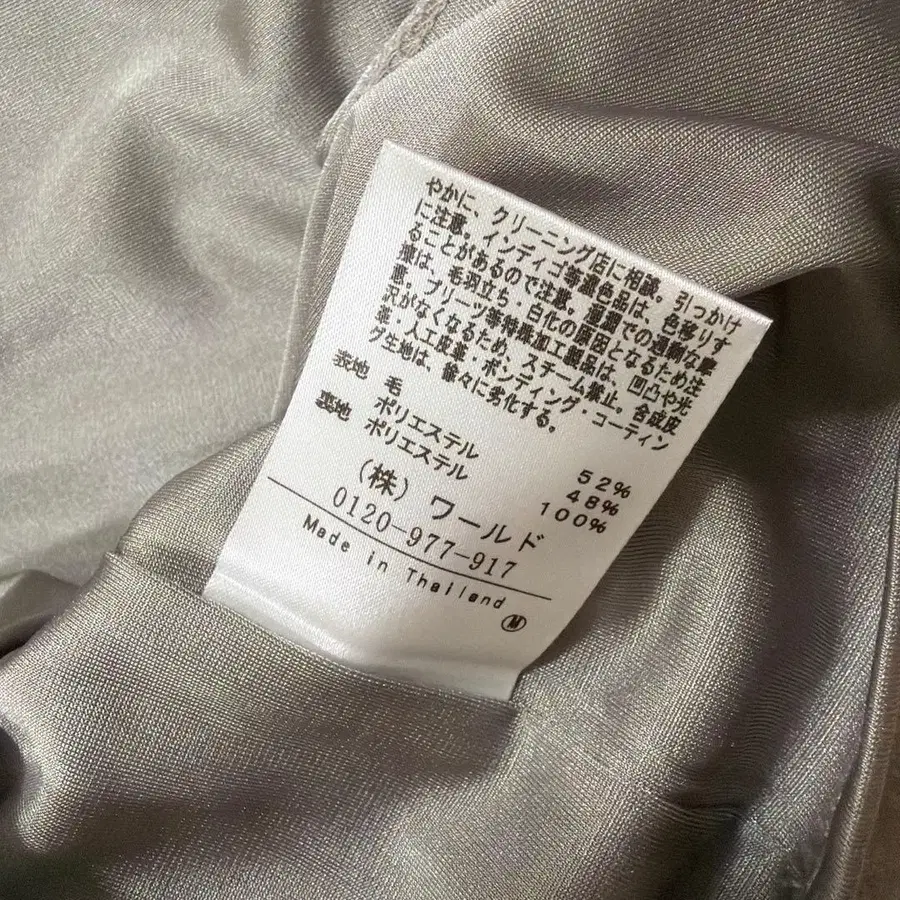 やかに、クリーニング店に相談。引っかけ
に注意。インディゴ等濃色品は、色移りす
ることがあるので注意。湿潤での過激な摩
擦は、毛羽立ち・白化の原因となるため注
意。プリーツ等特殊加工製品は、凹凸や光
沢がなくなるため、スチーム禁止。合成皮
革・人工皮革・ボンディング・コーティン
グ生地は、徐々に劣化する。
表地 毛 52%
ポリエステル 48%
裏地 ポリエステル 100%
(株) ワールド
0120-977-917
Made in Thailand
M